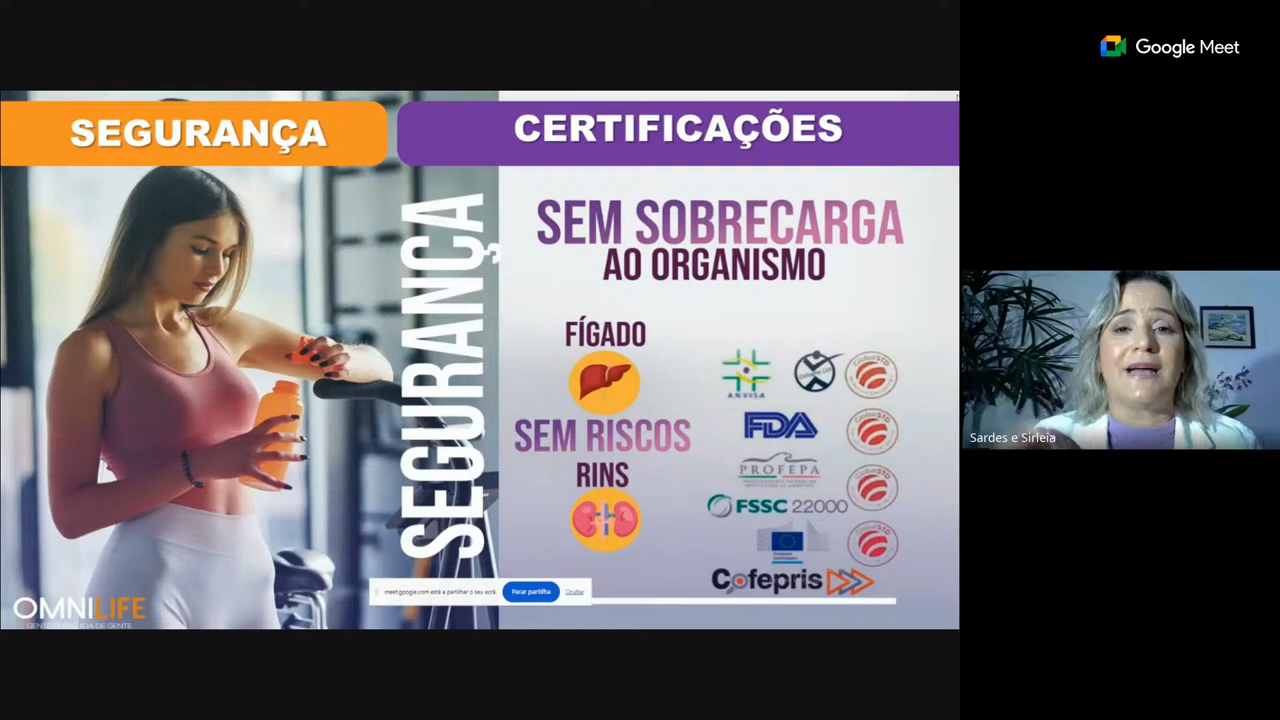 Google Meet
SEGURANÇA
CERTIFICAÇÕES
SEGURANÇA
SEM SOBRECARGA
AO ORGANISMO
FÍGADO
SEM RISCOS
RINS
ANVISA
FDA
PROFEPA
FSSC 22000
Cofepris
meet.google.com está a partilhar o seu ecrã.
Parar partilha
Ocultar
OMNILIFE
Sardes e Sirleia